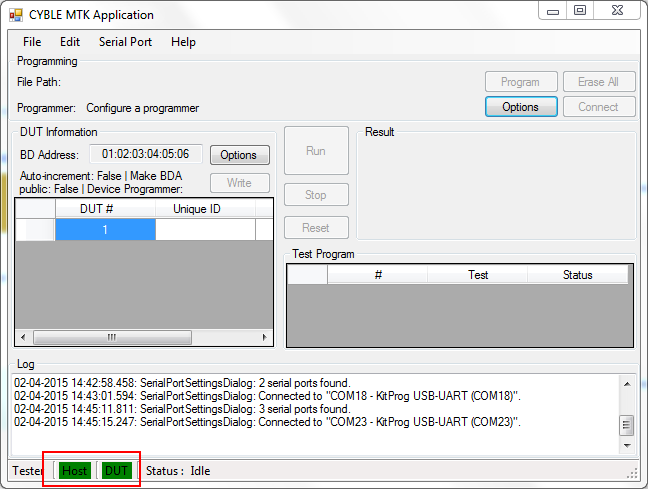 CYBLE MTK Application
File Edit Serial Port Help
Programming
File Path:
Program Erase All
Programmer: Configure a programmer
Options Connect
DUT Information
BD Address: 01:02:03:04:05:06 Options
Auto-increment: False | Make BDA
public: False | Device Programmer:
Write
DUT # Unique ID
1
Run
Stop
Reset
Result
Test Program
# Test Status
Log
02-04-2015 14:42:58.458: SerialPortSettingsDialog: 2 serial ports found.
02-04-2015 14:43:01.594: SerialPortSettingsDialog: Connected to "COM18 - KitProg USB-UART (COM18)".
02-04-2015 14:45:11.811: SerialPortSettingsDialog: 3 serial ports found.
02-04-2015 14:45:15.247: SerialPortSettingsDialog: Connected to "COM23 - KitProg USB-UART (COM23)".
Tester Host DUT Status : Idle